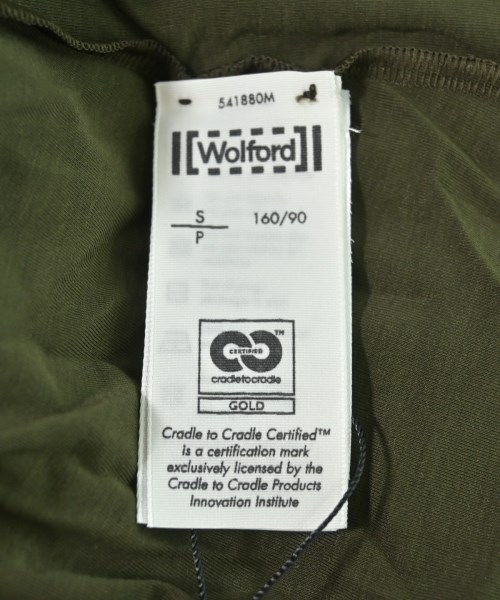 541880M
[Wolford]
S 160/90
P
CERTIFIED TM
cradletocradle
GOLD
Cradle to Cradle Certified™
is a certification mark
exclusively licensed by the
Cradle to Cradle Products
Innovation Institute